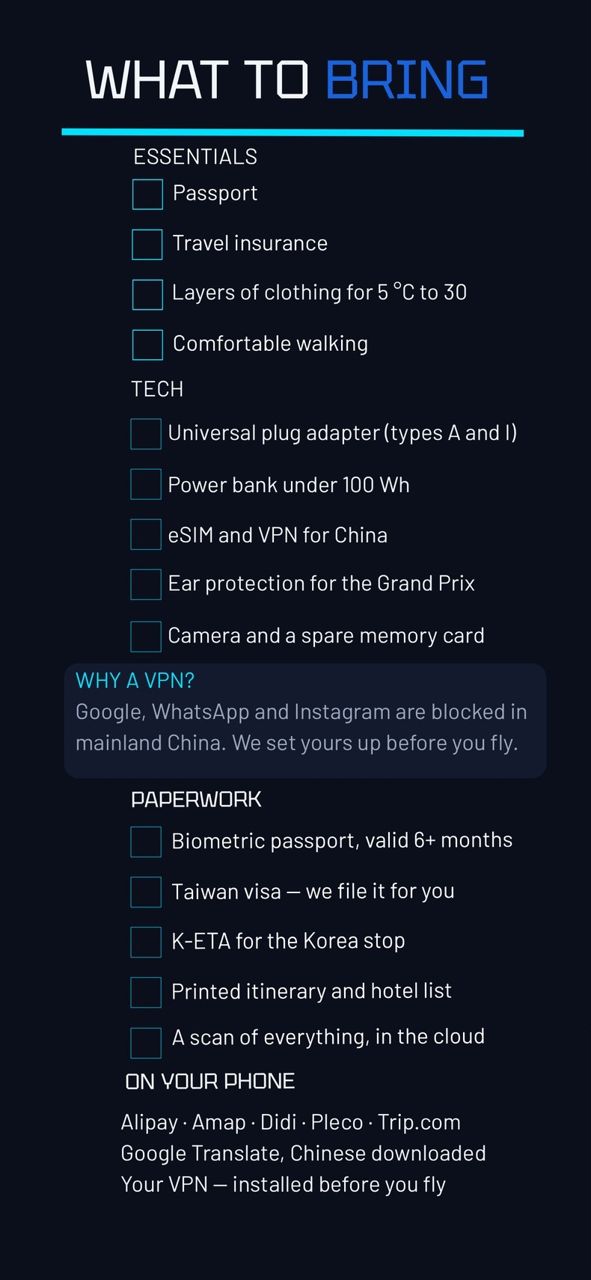 WHAT TO BRING
ESSENTIALS
Passport
Travel insurance
Layers of clothing for 5 °C to 30
Comfortable walking
TECH
Universal plug adapter (types A and I)
Power bank under 100 Wh
eSIM and VPN for China
Ear protection for the Grand Prix
Camera and a spare memory card
WHY A VPN?
Google, WhatsApp and Instagram are blocked in
mainland China. We set yours up before you fly.
PAPERWORK
Biometric passport, valid 6+ months
Taiwan visa — we file it for you
K-ETA for the Korea stop
Printed itinerary and hotel list
A scan of everything, in the cloud
ON YOUR PHONE
Alipay · Amap · Didi · Pleco · Trip.com
Google Translate, Chinese downloaded
Your VPN — installed before you fly